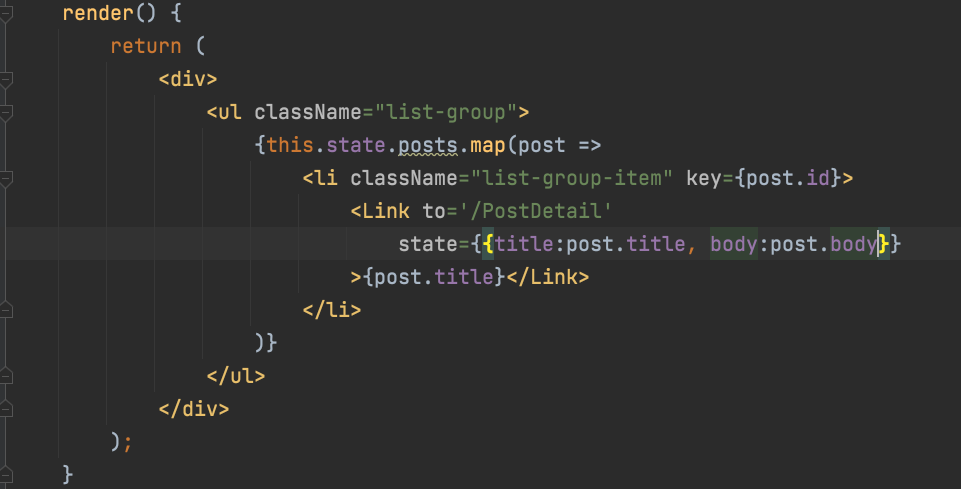 render() {
return (
<div>
<ul className="list-group">
{this.state.posts.map(post =>
<li className="list-group-item" key={post.id}>
<Link to='/PostDetail'
state={{title:post.title, body:post.body}}
>{post.title}</Link>
</li>
)}
</ul>
</div>
);
}